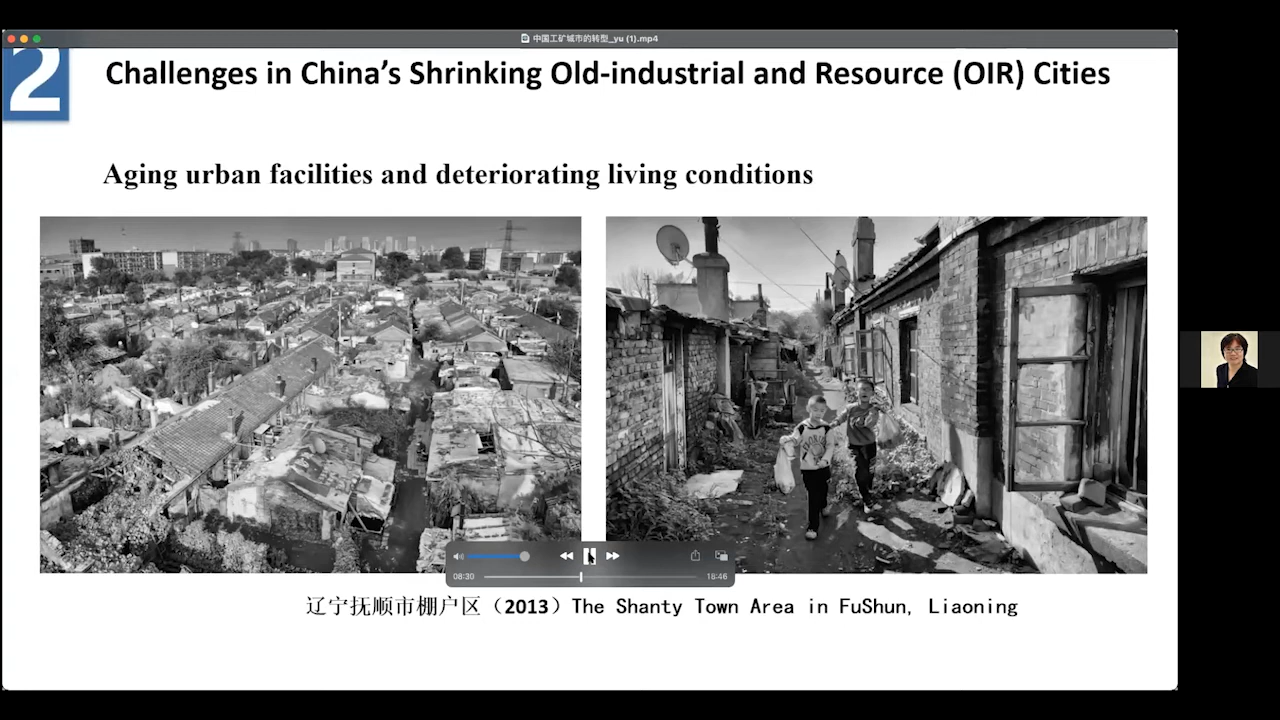 中国工矿城市的转型_yu (1).mp4
2
Challenges in China's Shrinking Old-industrial and Resource (OIR) Cities
Aging urban facilities and deteriorating living conditions
08:30
16:46
辽宁抚顺市棚户区（2013）The Shanty Town Area in FuShun, Liaoning